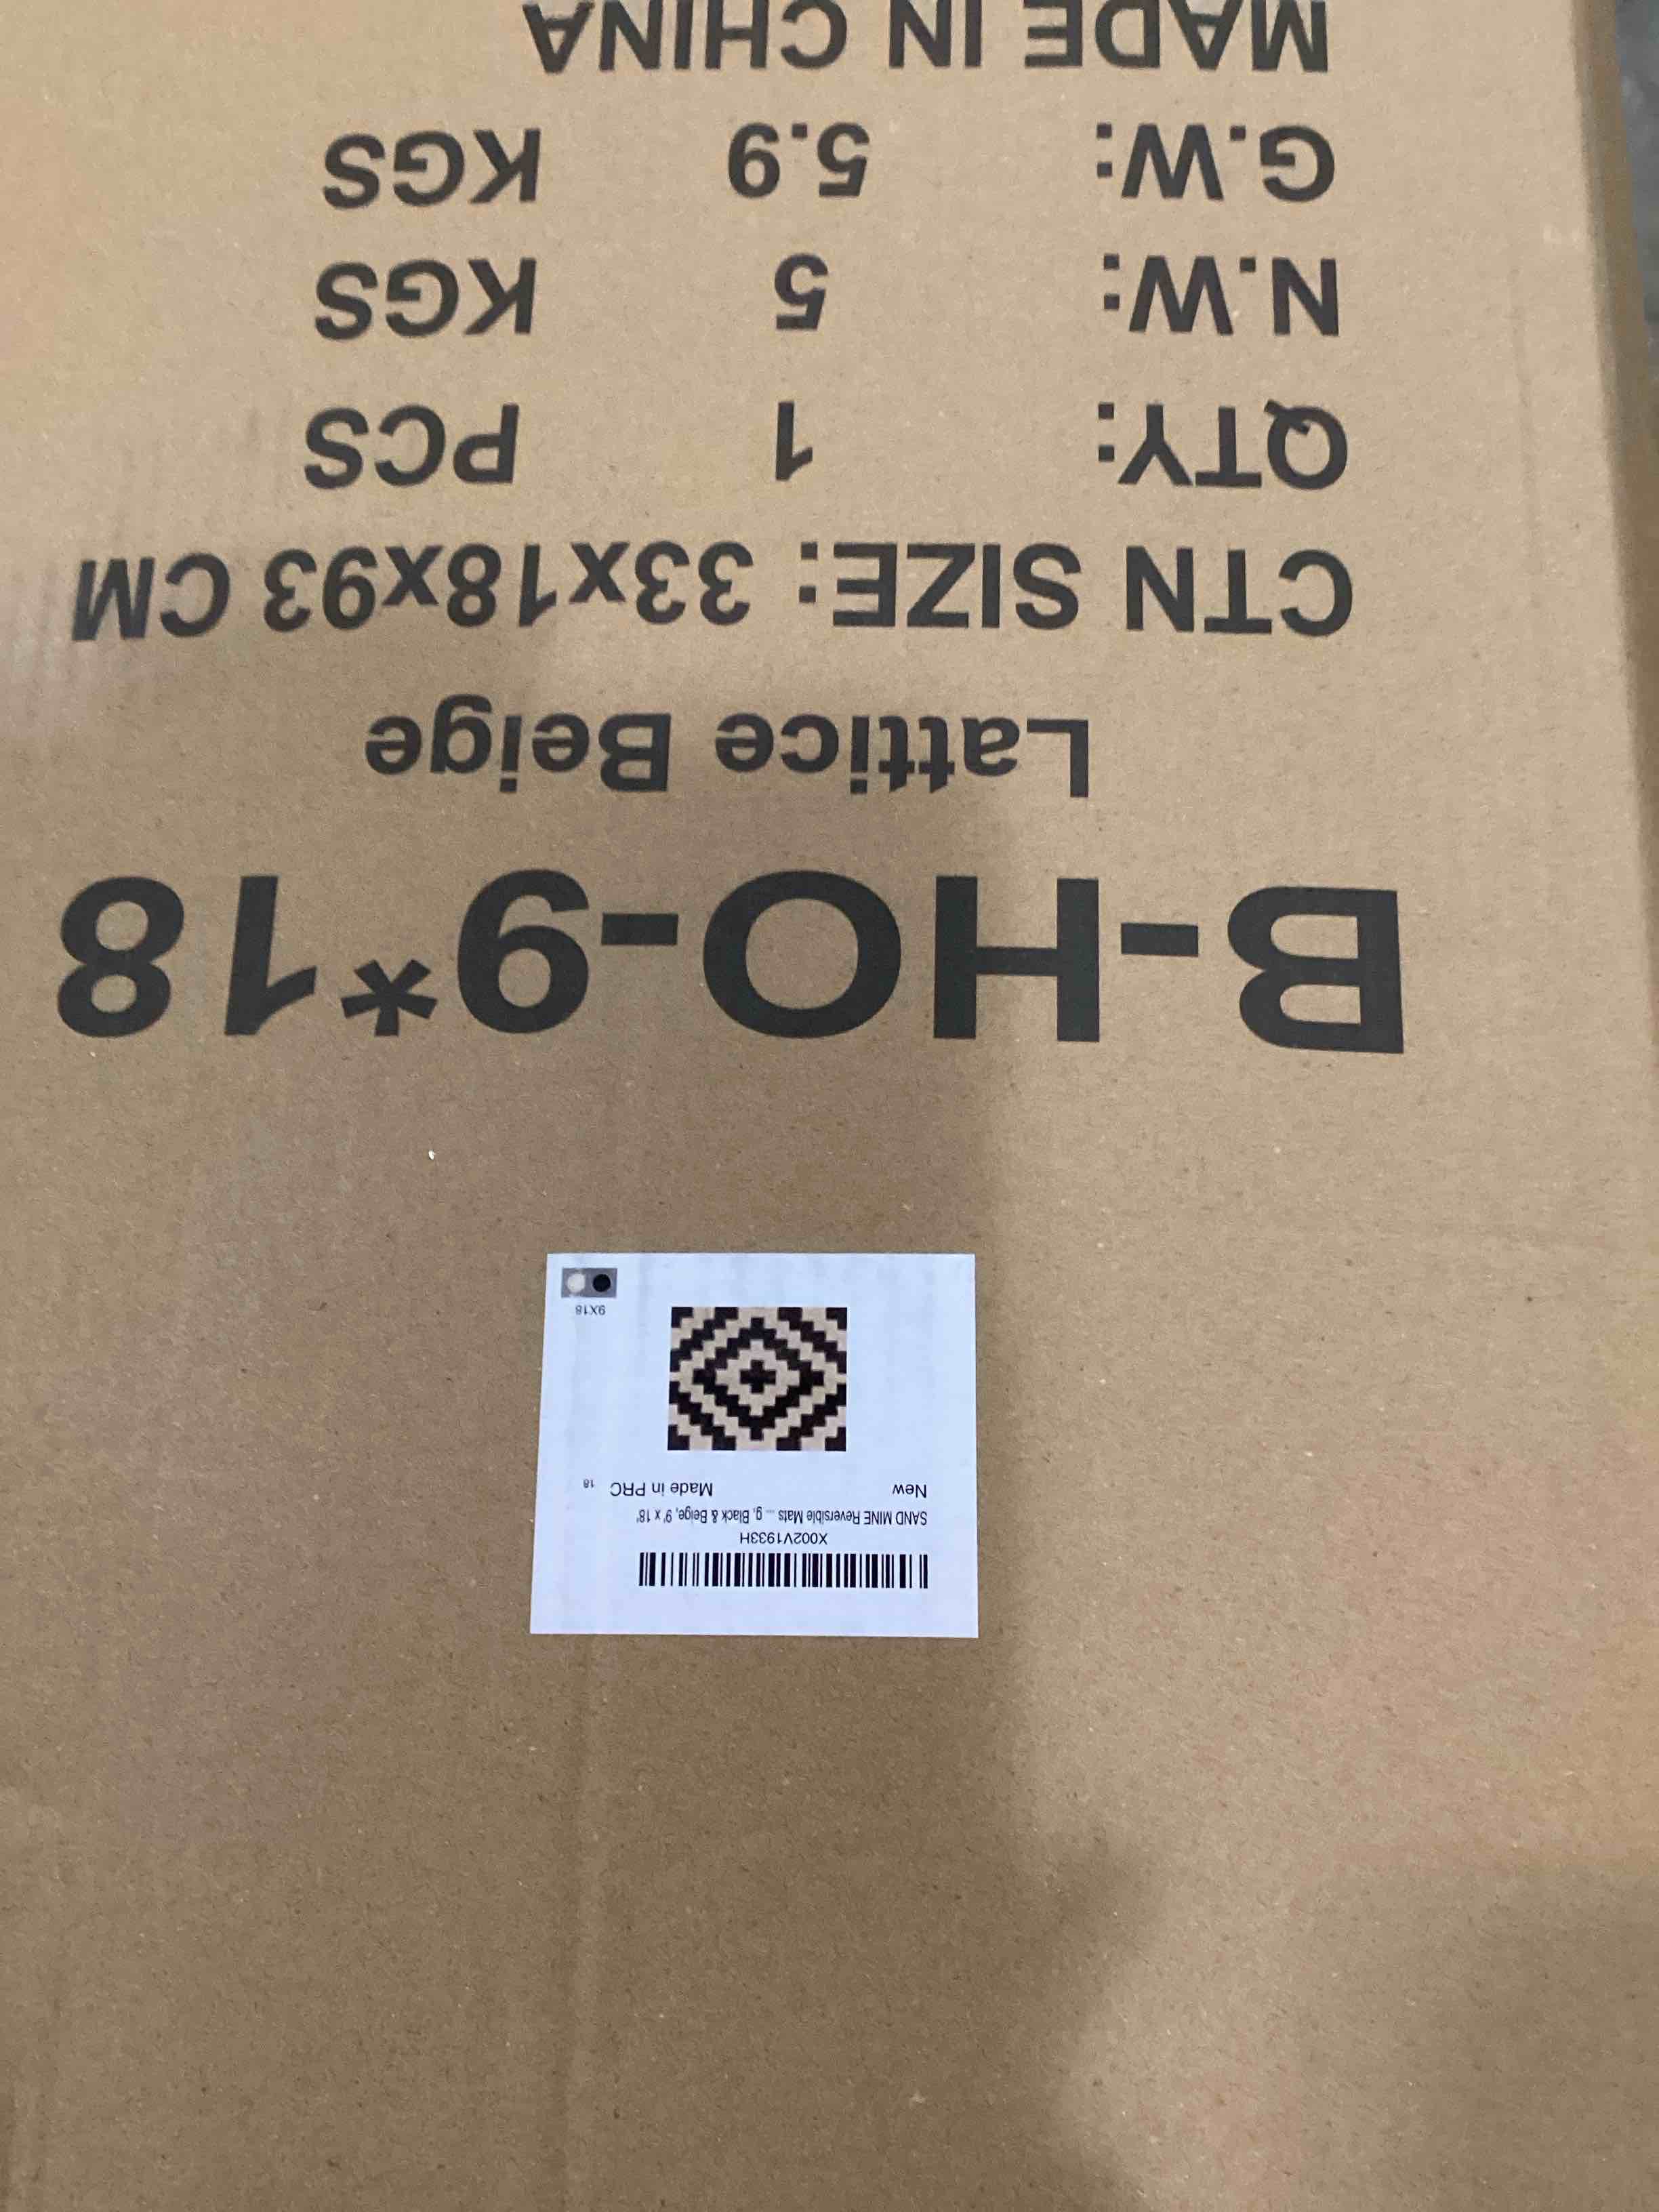 X002V1933H
SAND MINE Reversible Mats ... g, Black & Beige, 9' x 18'
New Made in PRC 18
9X18
B-HO-9*18
Lattice Beige
CTN SIZE: 33x18x93 CM
QTY: 1 PCS
N.W: 5 KGS
G.W: 5.9 KGS
MADE IN CHINA